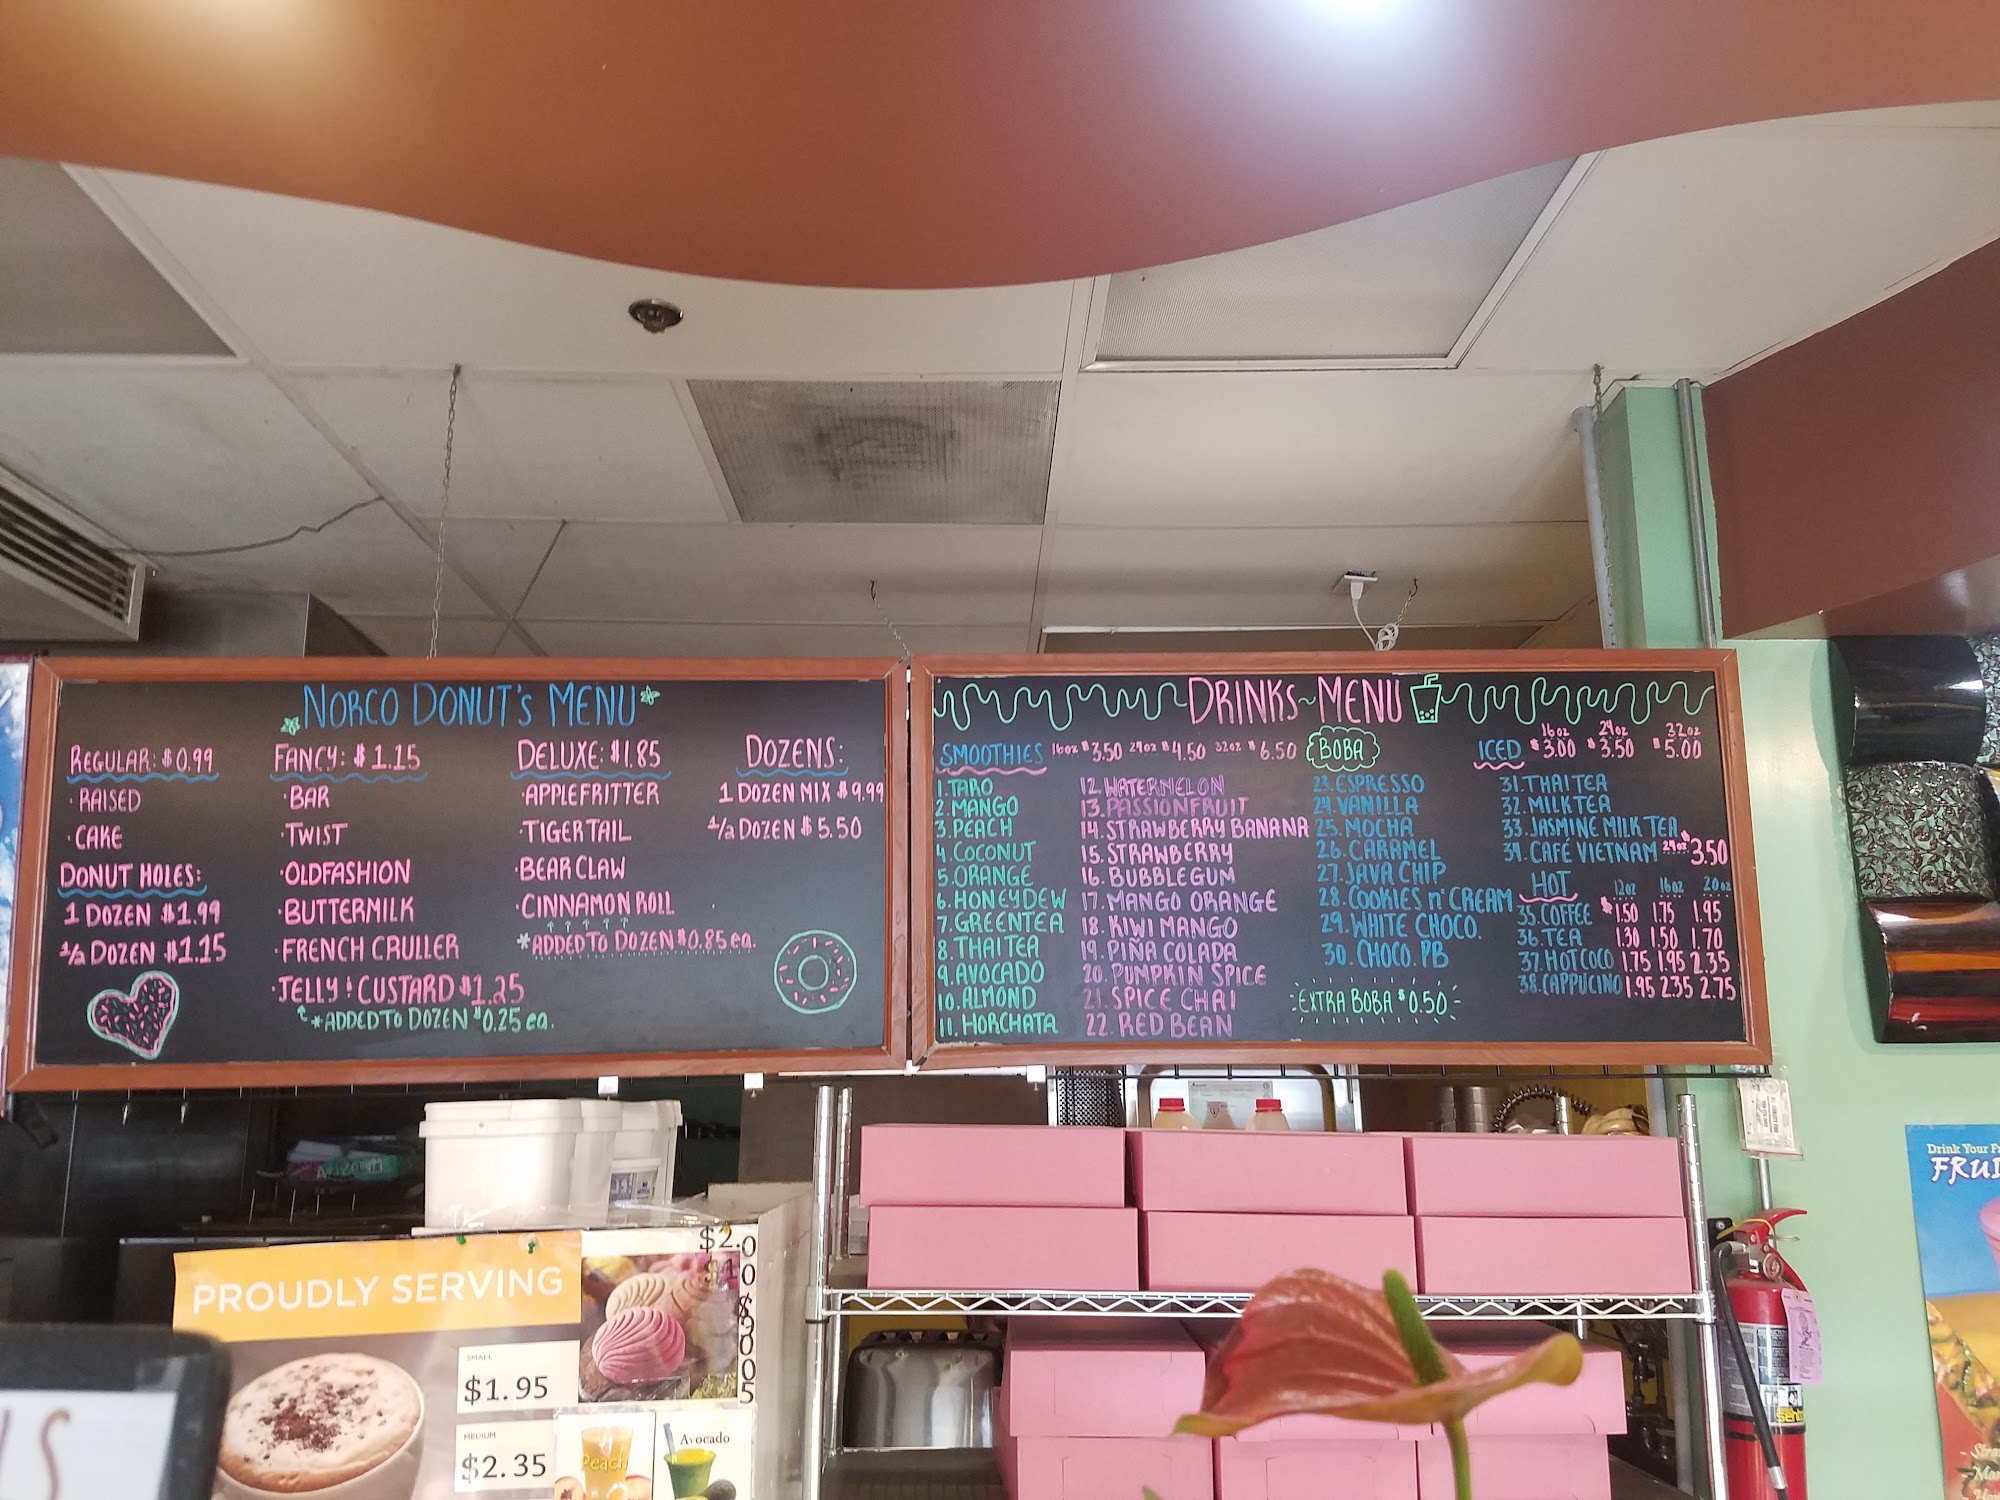 NORCO DONUT'S MENU
REGULAR: $0.99
· RAISED
· CAKE
DONUT HOLES:
1 DOZEN $1.99
1/2 DOZEN $1.15
FANCY: $1.15
· BAR
· TWIST
· OLDFASHION
· BUTTERMILK
· FRENCH CRULLER
· JELLY & CUSTARD $1.25
* ADDED TO DOZEN $0.25 ea.
DELUXE: $1.85
· APPLEFRITTER
· TIGERTAIL
· BEAR CLAW
· CINNAMON ROLL
* ADDED TO DOZEN $0.85 ea.
DOZENS:
1 DOZEN MIX $9.99
1/2 DOZEN $5.50
DRINKS~MENU
SMOOTHIES 16oz $3.50 24oz $4.50 32oz $6.50
1. TARO
2. MANGO
3. PEACH
4. COCONUT
5. ORANGE
6. HONEYDEW
7. GREENTEA
8. THAI TEA
9. AVOCADO
10. ALMOND
11. HORCHATA
12. WATERMELON
13. PASSIONFRUIT
14. STRAWBERRY BANANA
15. STRAWBERRY
16. BUBBLEGUM
17. MANGO ORANGE
18. KIWI MANGO
19. PIÑA COLADA
20. PUMPKIN SPICE
21. SPICE CHAI
22. RED BEAN
BOBA
23. ESPRESSO
24. VANILLA
25. MOCHA
26. CARAMEL
27. JAVA CHIP
28. COOKIES n' CREAM
29. WHITE CHOCO.
30. CHOCO. PB
EXTRA BOBA $0.50
16oz 24oz 32oz
ICED $3.00 $3.50 $5.00
31. THAI TEA
32. MILK TEA
33. JASMINE MILK TEA
34. CAFÉ VIETNAM 24oz $3.50
HOT 12oz 16oz 20oz
35. COFFEE $1.50 1.75 1.95
36. TEA 1.30 1.50 1.70
37. HOT COCO 1.75 1.95 2.35
38. CAPPUCINO 1.95 2.35 2.75
PROUDLY SERVING
SMALL
$1.95
MEDIUM
$2.35
Peach
Avocado
Drink Your